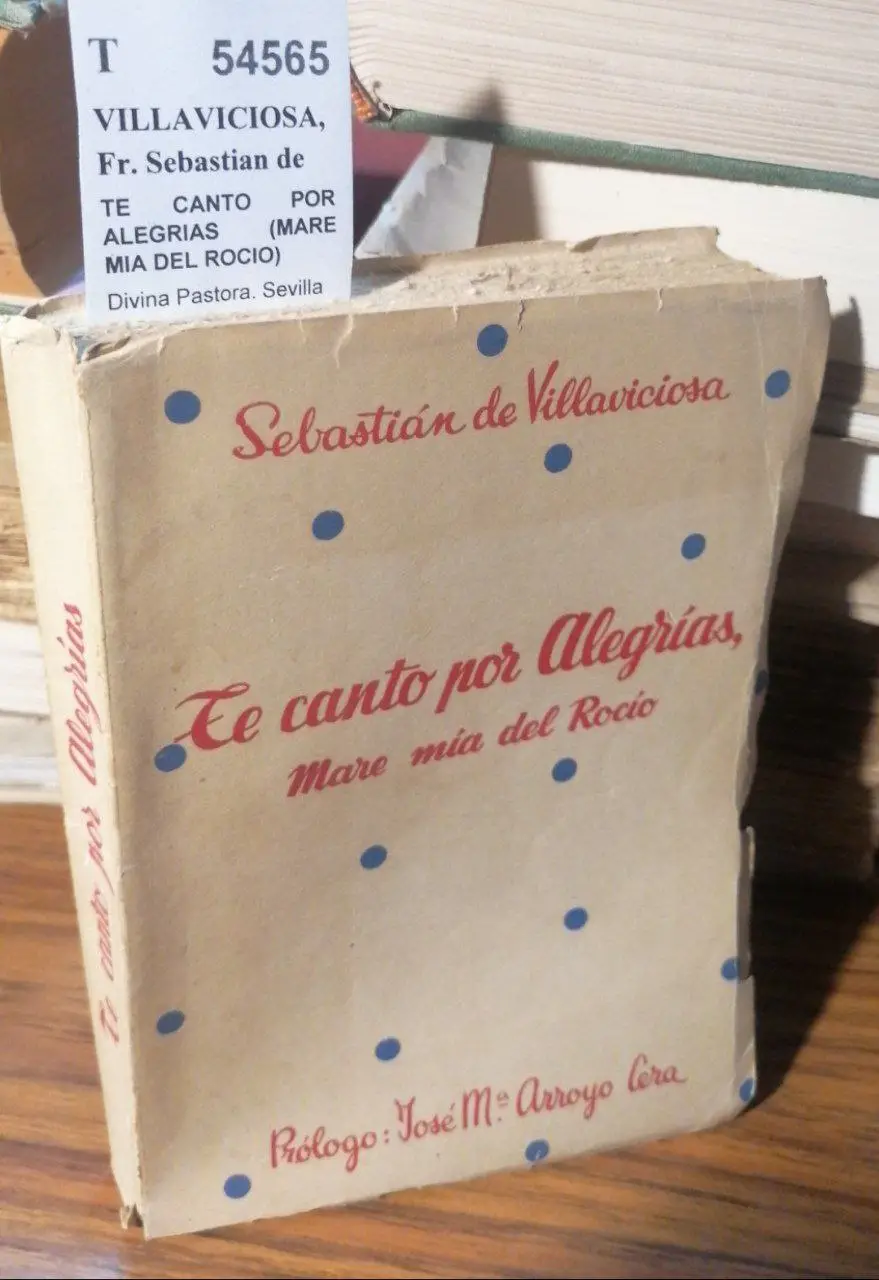 T 54565
VILLAVICIOSA,
Fr. Sebastian de
TE CANTO POR
ALEGRIAS (MARE
MIA DEL ROCIO)
Divina Pastora. Sevilla
Sebastián de Villaviciosa
Te canto por Alegrías,
Mare mía del Rocío
Prólogo: José Mª. Arroyo Cera
Te canto por Alegrías